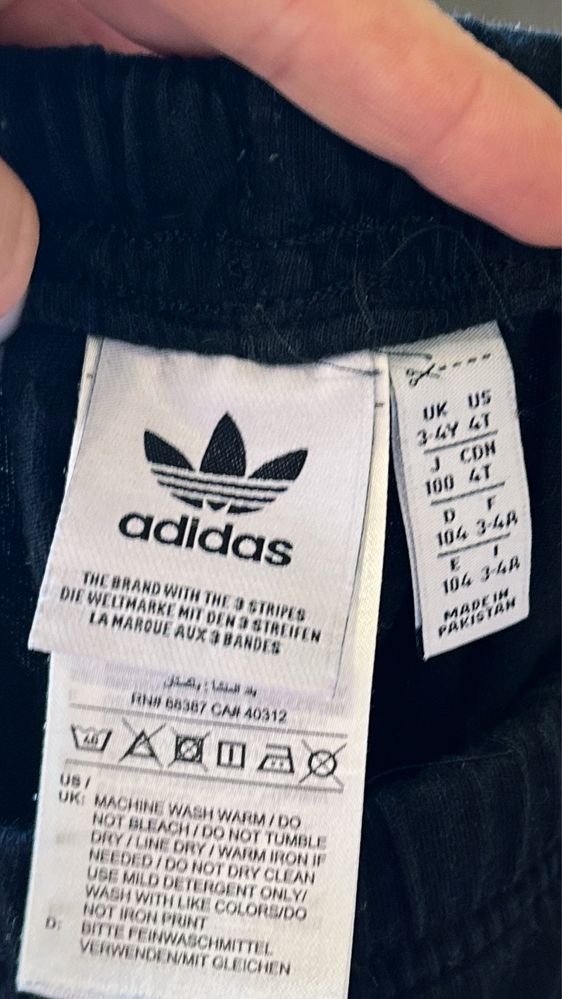 adidas
THE BRAND WITH THE 3 STRIPES
DIE WELTMARKE MIT DEN 3 STREIFEN
LA MARQUE AUX 3 BANDES
بلد المنشا : باكستان
RN# 88387 CA# 40312
40
US /
UK: MACHINE WASH WARM / DO
NOT BLEACH / DO NOT TUMBLE
DRY / LINE DRY / WARM IRON IF
NEEDED / DO NOT DRY CLEAN
USE MILD DETERGENT ONLY/
WASH WITH LIKE COLORS/DO
NOT IRON PRINT
D: BITTE FEINWASCHMITTEL
VERWENDEN/MIT GLEICHEN
UK US
3-4Y 4T
J CDN
100 4T
D F
104 3-4A
E I
104 3-4A
MADE IN
PAKISTAN